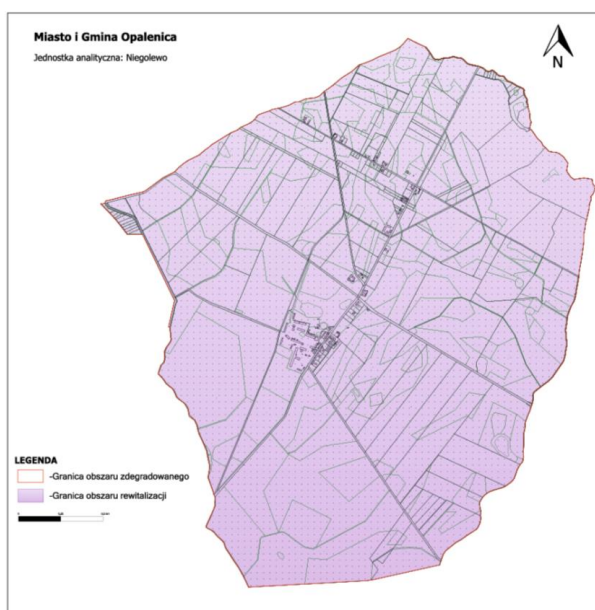 Miasto i Gmina Opalenica
Jednostka analityczna: Niegolewo
N
LEGENDA
-Granica obszaru zdegradowanego
-Granica obszaru rewitalizacji